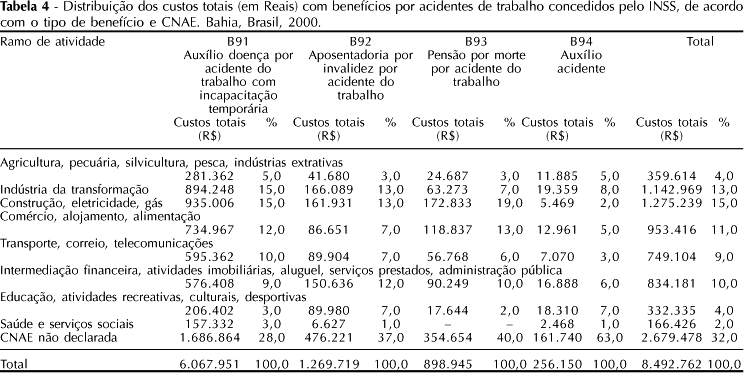 Tabela 4 - Distribuição dos custos totais (em Reais) com benefícios por acidentes de trabalho concedidos pelo INSS, de acordo
com o tipo de benefício e CNAE. Bahia, Brasil, 2000.
Ramo de atividade B91 B92 B93 B94 Total
Auxílio doença por Aposentadoria por Pensão por morte Auxílio
acidente do invalidez por por acidente do acidente
trabalho com acidente do trabalho
incapacitação trabalho
temporária
Custos totais % Custos totais % Custos totais % Custos totais % Custos totais %
(R$) (R$) (R$) (R$) (R$)
Agricultura, pecuária, silvicultura, pesca, indústrias extrativas
281.362 5,0 41.680 3,0 24.687 3,0 11.885 5,0 359.614 4,0
Indústria da transformação 894.248 15,0 166.089 13,0 63.273 7,0 19.359 8,0 1.142.969 13,0
Construção, eletricidade, gás 935.006 15,0 161.931 13,0 172.833 19,0 5.469 2,0 1.275.239 15,0
Comércio, alojamento, alimentação
734.967 12,0 86.651 7,0 118.837 13,0 12.961 5,0 953.416 11,0
Transporte, correio, telecomunicações
595.362 10,0 89.904 7,0 56.768 6,0 7.070 3,0 749.104 9,0
Intermediação financeira, atividades imobiliárias, aluguel, serviços prestados, administração pública
576.408 9,0 150.636 12,0 90.249 10,0 16.888 6,0 834.181 10,0
Educação, atividades recreativas, culturais, desportivas
206.402 3,0 89.980 7,0 17.644 2,0 18.310 7,0 332.335 4,0
Saúde e serviços sociais 157.332 3,0 6.627 1,0 – – 2.468 1,0 166.426 2,0
CNAE não declarada 1.686.864 28,0 476.221 37,0 354.654 40,0 161.740 63,0 2.679.478 32,0
Total 6.067.951 100,0 1.269.719 100,0 898.945 100,0 256.150 100,0 8.492.762 100,0